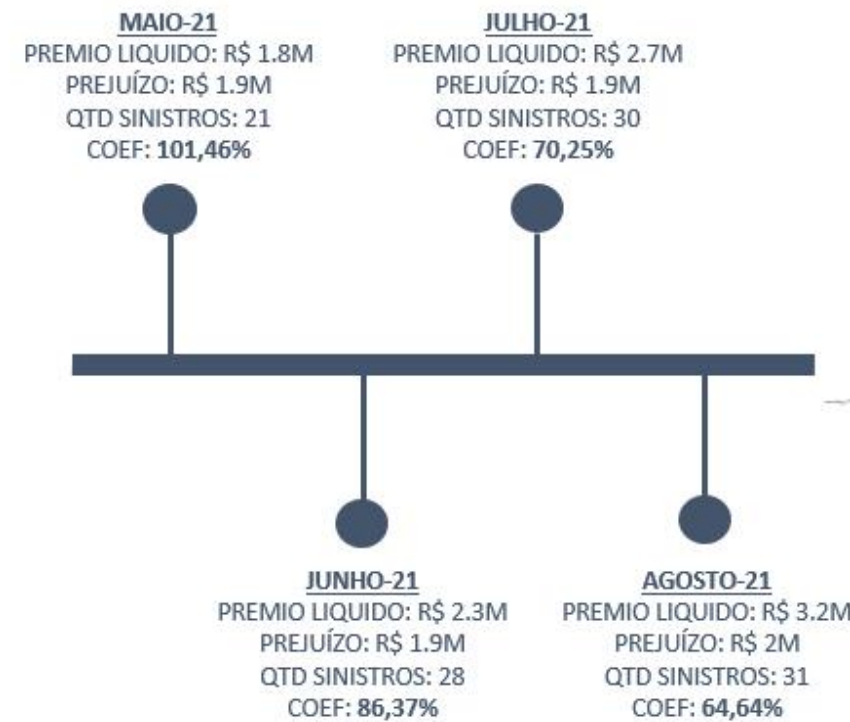 MAIO-21
PREMIO LIQUIDO: R$ 1.8M
PREJUÍZO: R$ 1.9M
QTD SINISTROS: 21
COEF: 101,46%
JULHO-21
PREMIO LIQUIDO: R$ 2.7M
PREJUÍZO: R$ 1.9M
QTD SINISTROS: 30
COEF: 70,25%
JUNHO-21
PREMIO LIQUIDO: R$ 2.3M
PREJUÍZO: R$ 1.9M
QTD SINISTROS: 28
COEF: 86,37%
AGOSTO-21
PREMIO LIQUIDO: R$ 3.2M
PREJUÍZO: R$ 2M
QTD SINISTROS: 31
COEF: 64,64%